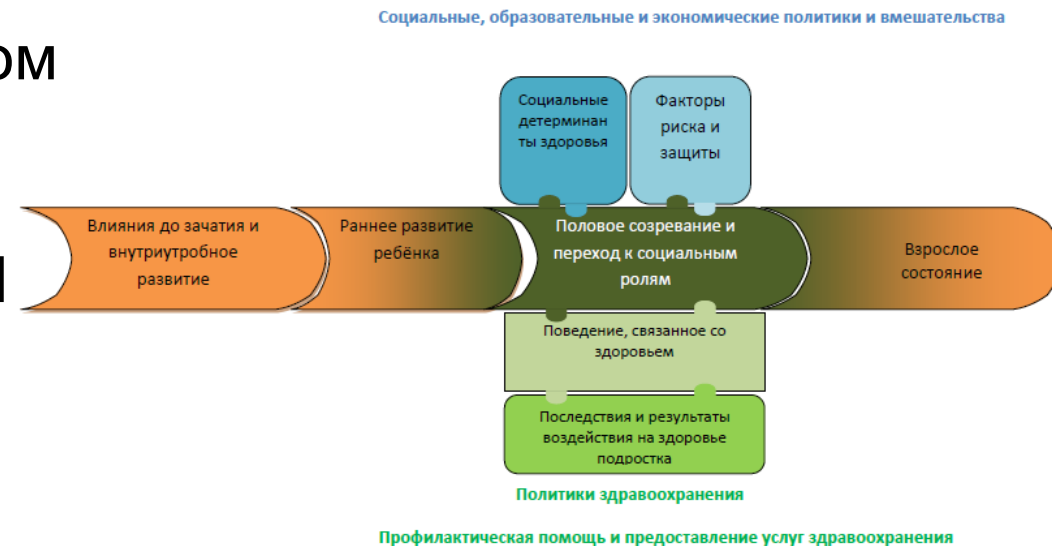 Социальные, образовательные и экономические политики и вмешательства
ом
Социальные
детерминан
ты здоровья
Факторы
риска и
защиты
Влияния до зачатия и
внутриутробное
развитие
Раннее развитие
ребёнка
Половое созревание и
переход к социальным
ролям
Взрослое
состояние
Поведение, связанное со
здоровьем
Последствия и результаты
воздействия на здоровье
подростка
Политики здравоохранения
Профилактическая помощь и предоставление услуг здравоохранения